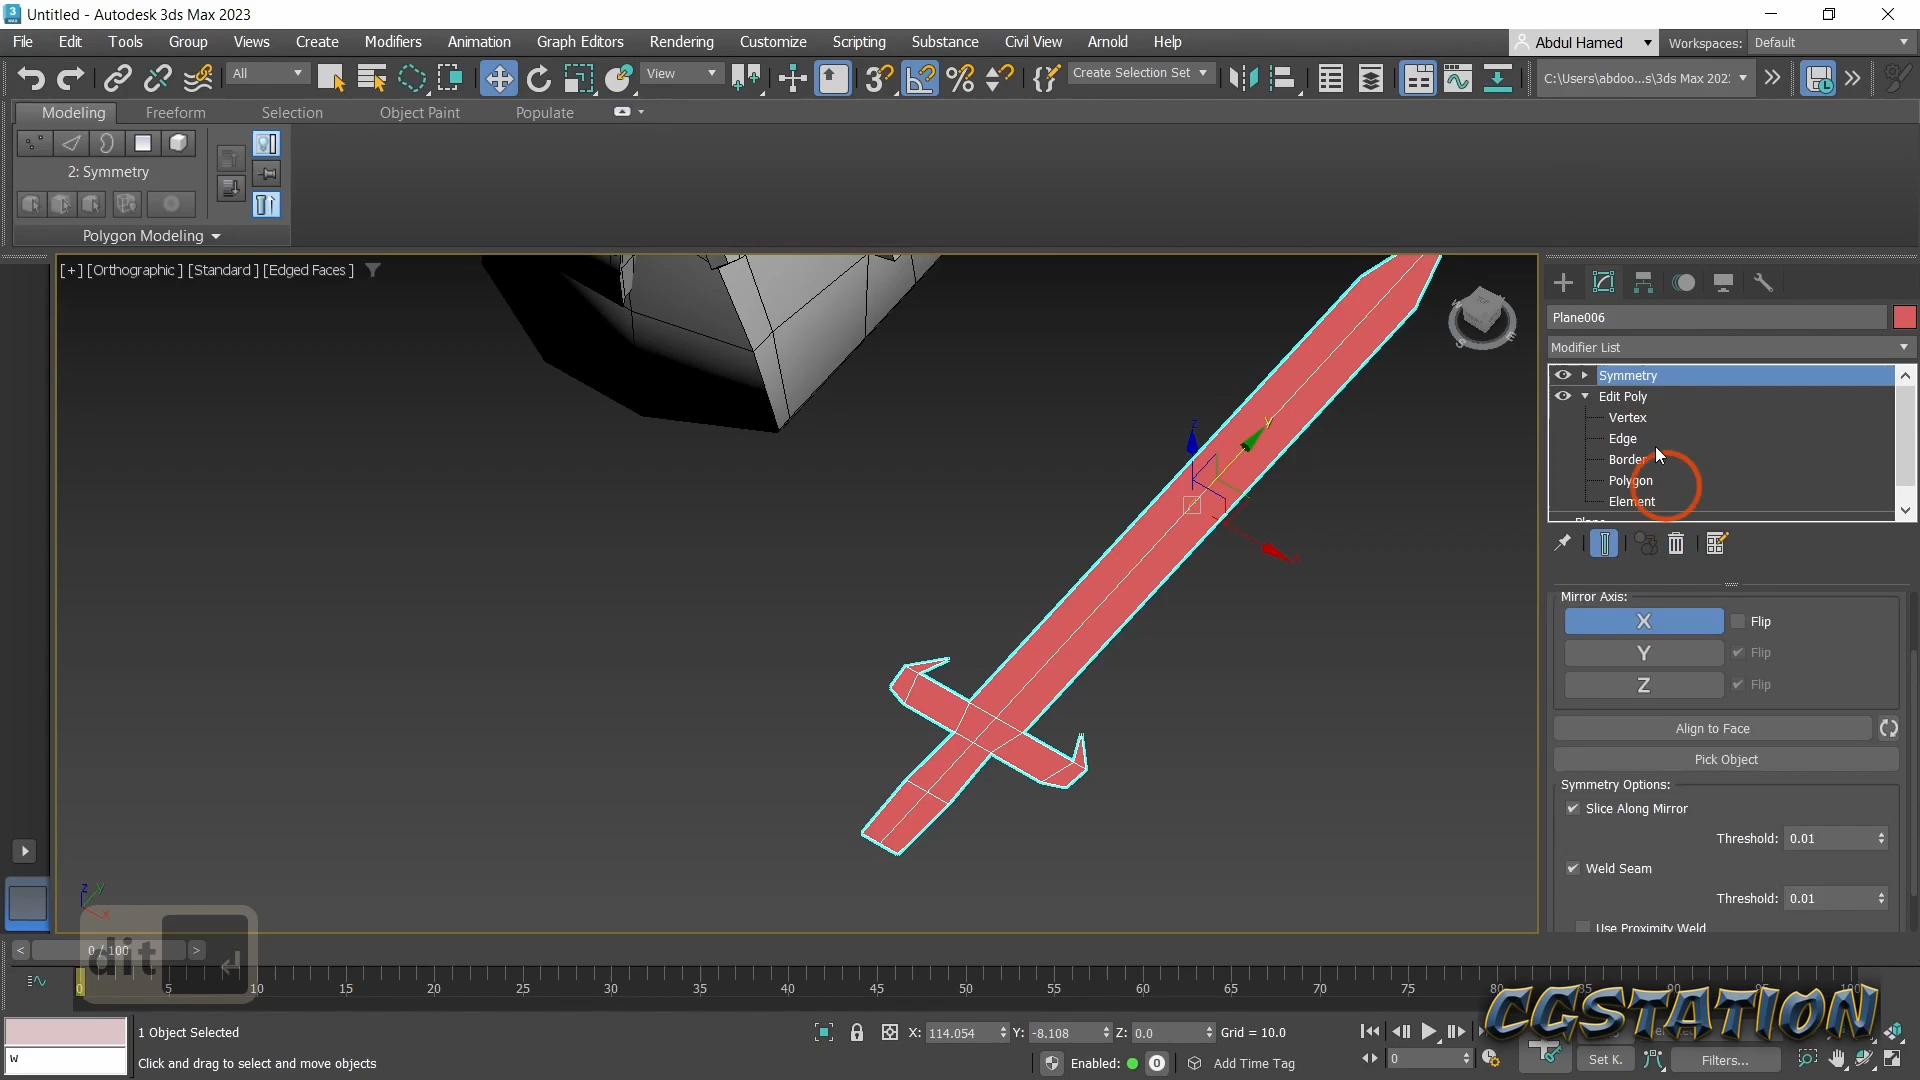 Untitled - Autodesk 3ds Max 2023
File Edit Tools Group Views Create Modifiers Animation Graph Editors Rendering Customize Scripting Substance Civil View Arnold Help
Abdul Hamed
Workspaces: Default
All
View
Create Selection Set
C:\Users\abdoo...s\3ds Max 202:
Modeling Freeform Selection Object Paint Populate
2: Symmetry
Polygon Modeling
[+] [Orthographic ] [Standard ] [Edged Faces ]
Plane006
Modifier List
Symmetry
Edit Poly
Vertex
Edge
Border
Polygon
Element
Plane
Mirror Axis:
X Flip
Y Flip
Z Flip
Align to Face
Pick Object
Symmetry Options:
Slice Along Mirror
Threshold: 0.01
Weld Seam
Threshold: 0.01
Use Proximity Weld
z y x
z y
x
< 0 / 100 >
dit
0 5 10 15 20 25 30 35 40 45 50 55 60 65 70 75 80 100
CGSTATION
w
1 Object Selected
Click and drag to select and move objects
X: 114.054 Y: -8.108 Z: 0.0 Grid = 10.0
Enabled: 0 Add Time Tag
0
Set K. Filters...